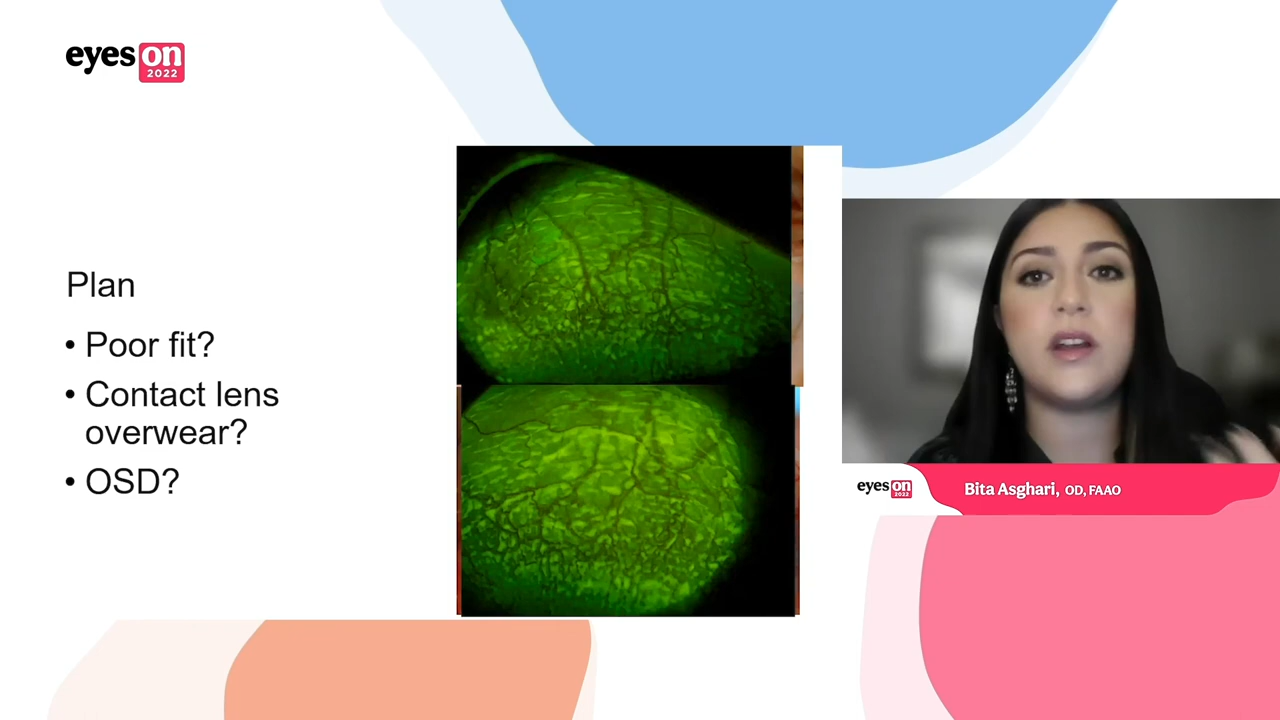 eyes on
2022
Plan
• Poor fit?
• Contact lens
overwear?
• OSD?
eyes on
2022
Bita Asghari, OD, FAAO